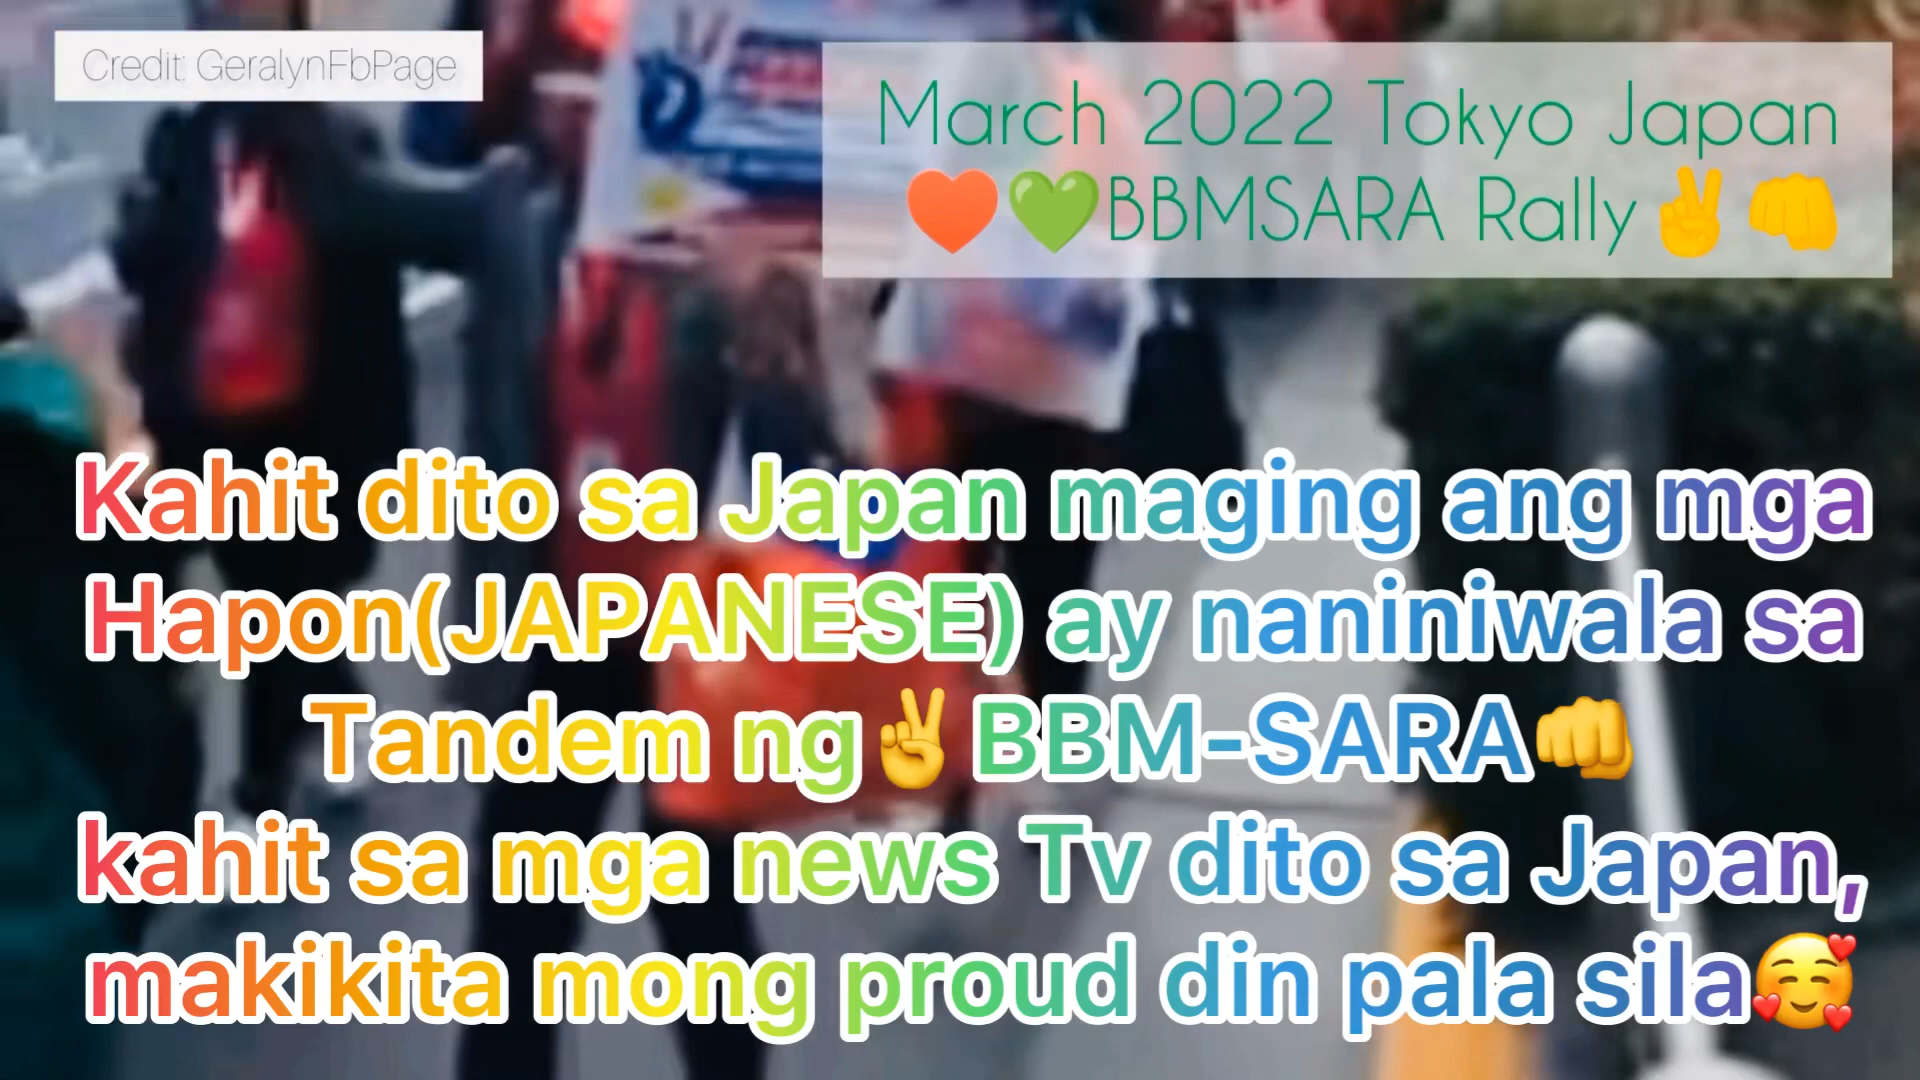 Credit: GeralynFbPage
March 2022 Tokyo Japan
♥️💚BBMSARA Rally✌️👊
Kahit dito sa Japan maging ang mga
Hapon(JAPANESE) ay naniniwala sa
Tandem ng✌️BBM-SARA👊
kahit sa mga news Tv dito sa Japan,
makikita mong proud din pala sila🥰